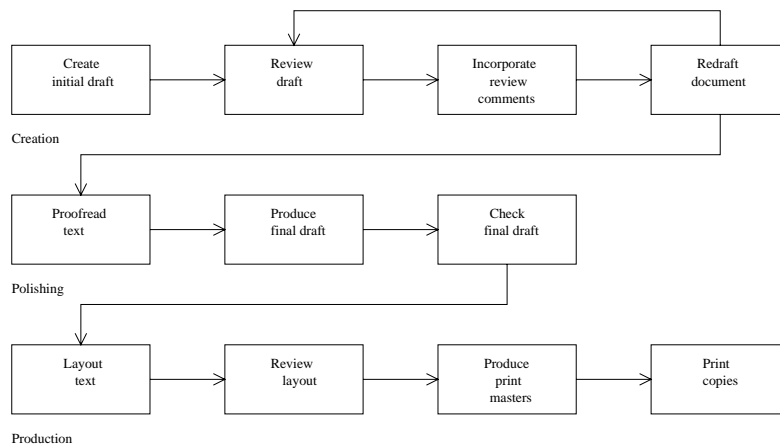 Create
initial draft
Review
draft
Incorporate
review
comments
Redraft
document
Creation
Proofread
text
Produce
final draft
Check
final draft
Polishing
Layout
text
Review
layout
Produce
print
masters
Print
copies
Production